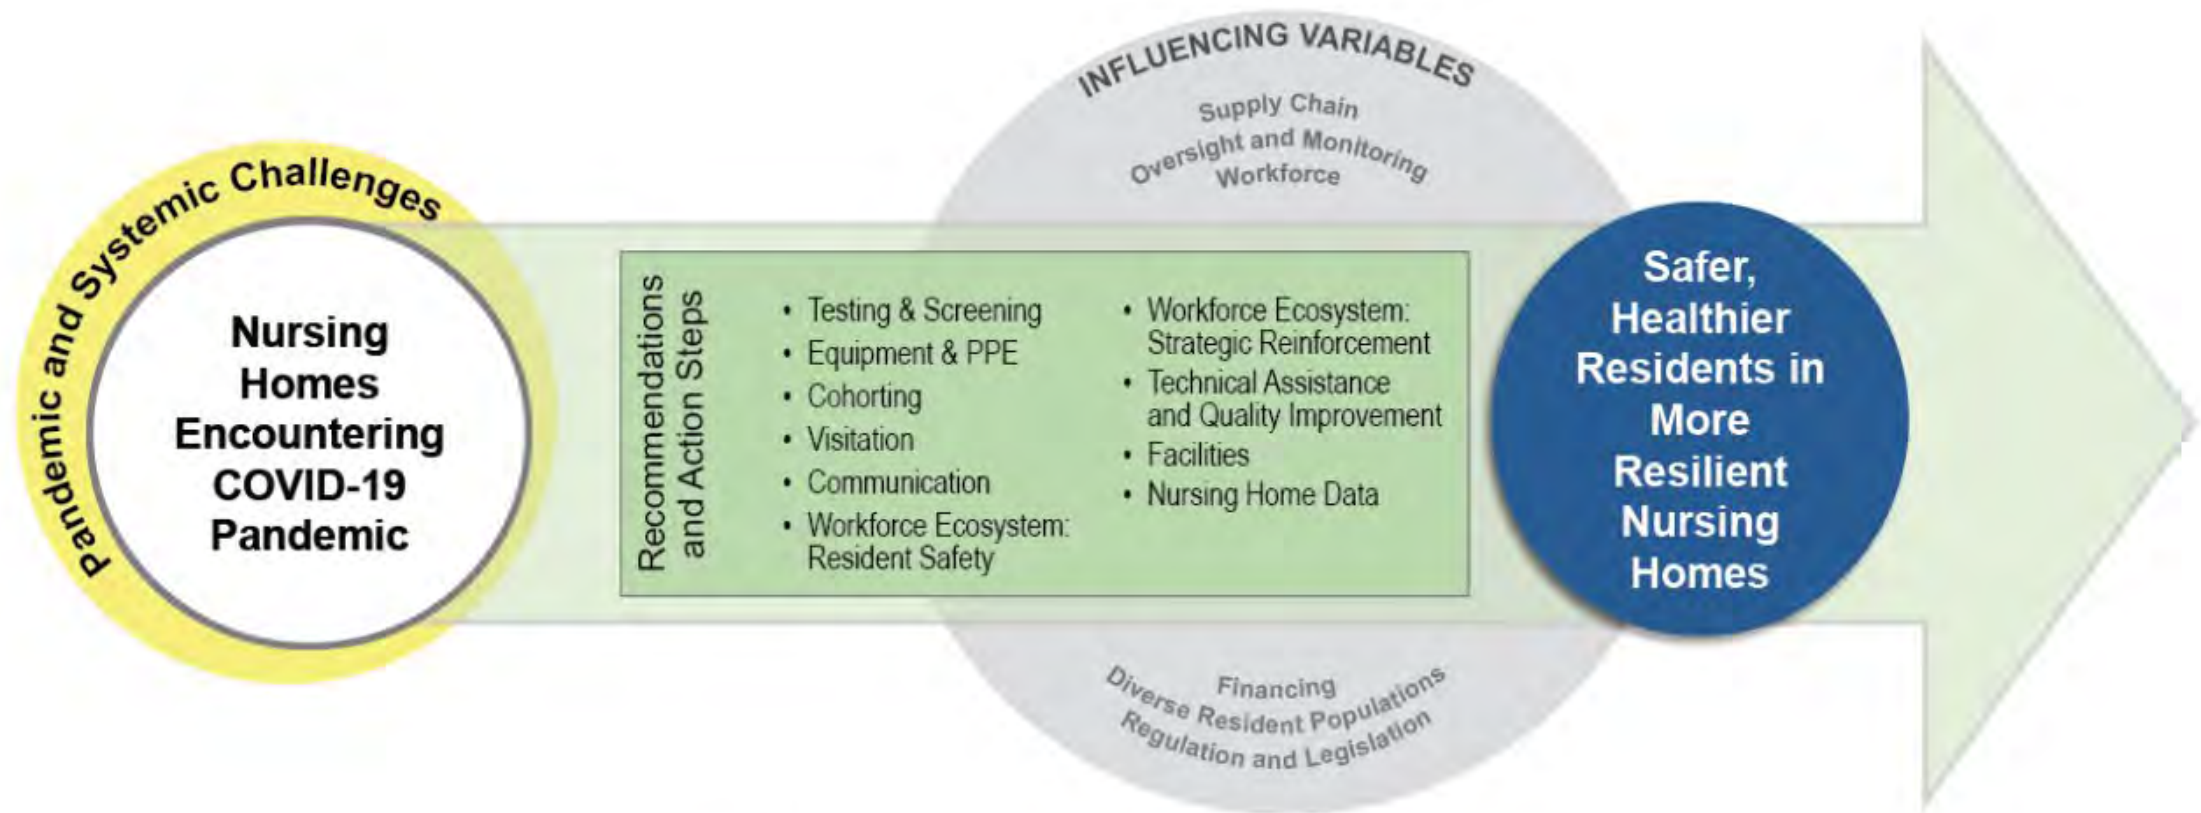 Pandemic and Systemic Challenges
Nursing
Homes
Encountering
COVID-19
Pandemic
INFLUENCING VARIABLES
Supply Chain
Oversight and Monitoring
Workforce
Recommendations
and Action Steps
• Testing & Screening
• Equipment & PPE
• Cohorting
• Visitation
• Communication
• Workforce Ecosystem:
Resident Safety
• Workforce Ecosystem:
Strategic Reinforcement
• Technical Assistance
and Quality Improvement
• Facilities
• Nursing Home Data
Financing
Diverse Resident Populations
Regulation and Legislation
Safer,
Healthier
Residents in
More
Resilient
Nursing
Homes